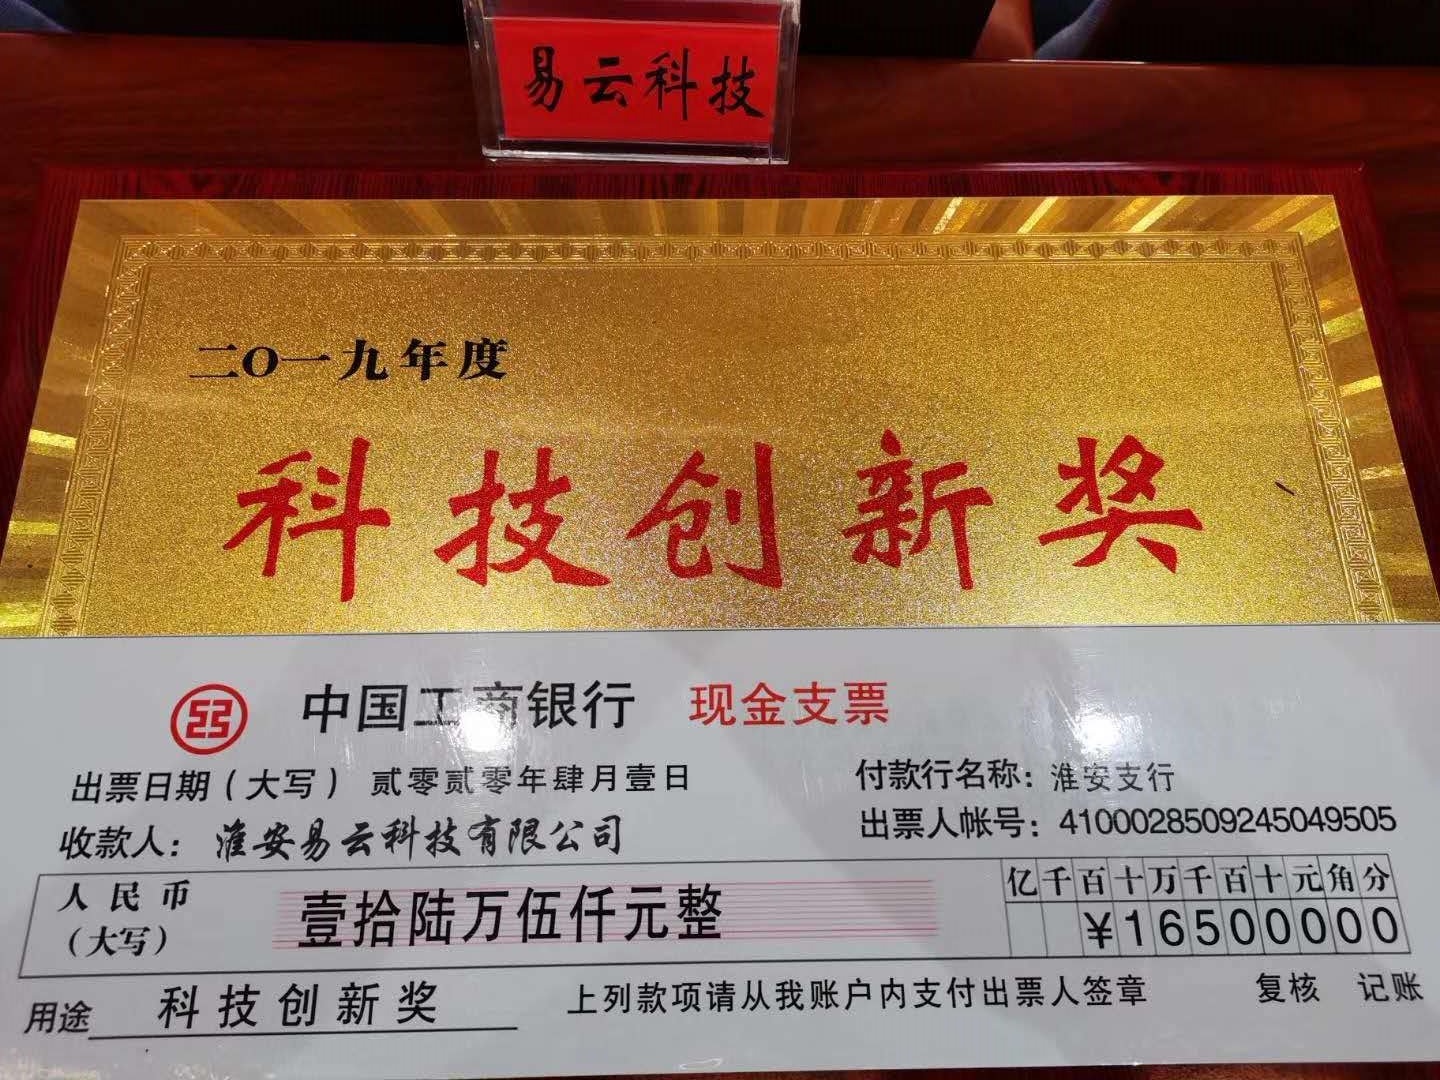 易云科技
二〇一九年度
科技创新奖
中国工商银行 现金支票
出票日期（大写） 贰零贰零年肆月壹日
付款行名称：淮安支行
收款人：淮安易云科技有限公司
出票人帐号：4100028509245049505
人民币
（大写）
壹拾陆万伍仟元整
亿千百十万千百十元角分
¥16500000
用途 科技创新奖
上列款项请从我账户内支付出票人签章 复核 记账